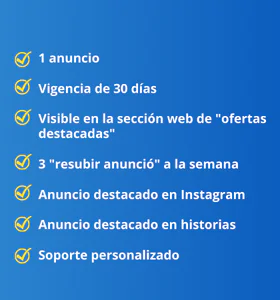 1 anuncio
Vigencia de 30 días
Visible en la sección web de "ofertas
destacadas"
3 "resubir anunció" a la semana
Anuncio destacado en Instagram
Anuncio destacado en historias
Soporte personalizado